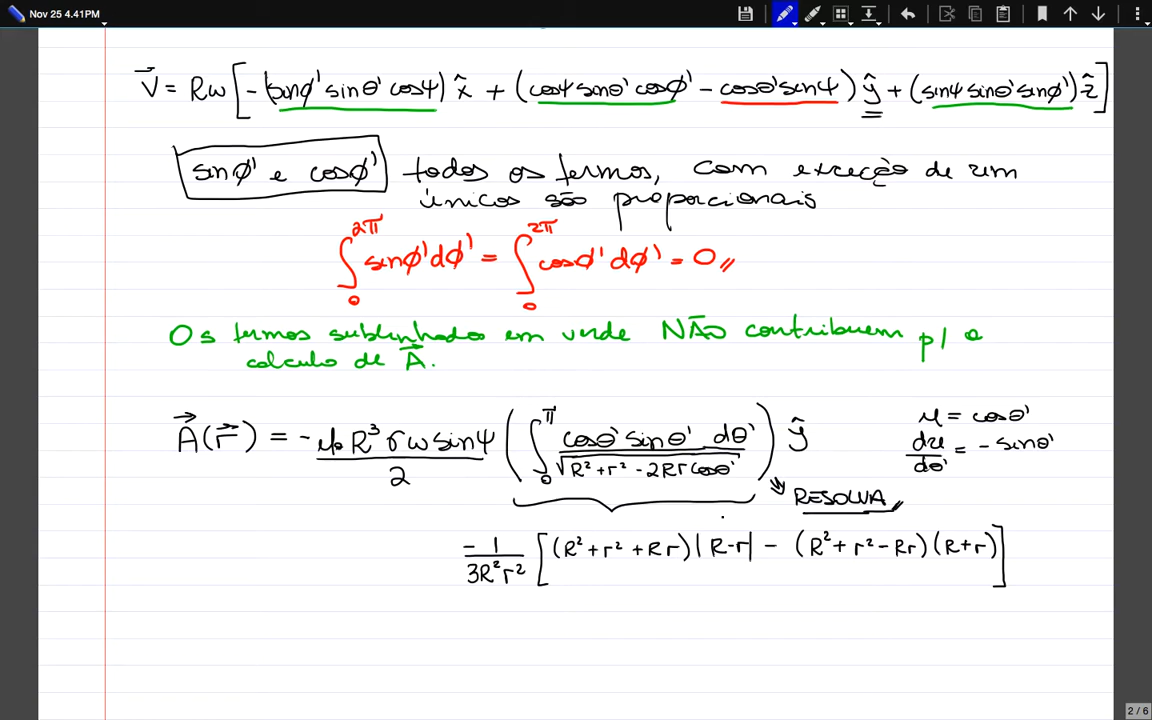 Nov 25 4.41PM
V⃗ = Rω[-(sinϕ' sinθ' cosψ) x̂ + (cosψ sinθ' cosϕ' - cosθ' sinψ) ŷ + (sinψ sinθ' sinϕ') ẑ]
sinϕ' e cosϕ' todos os termos, com exceção de um
únicos são proporcionais
∫₀^{2π} sinϕ' dϕ' = ∫₀^{2π} cosϕ' dϕ' = 0 //
Os termos sublinhados em verde NÃO contribuem p/ o
calculo de A⃗.
A⃗(r⃗) = -μ₀R³σω sinψ / 2 (∫₀^π cosθ' sinθ' dθ' / √(R² + r² - 2Rr cosθ')) ŷ
u = cosθ'
du/dθ' = - sinθ'
RESOLVA //
-1/(3R²r²) [(R² + r² + Rr)|R-r| - (R² + r² - Rr)(R+r)]
2 / 6